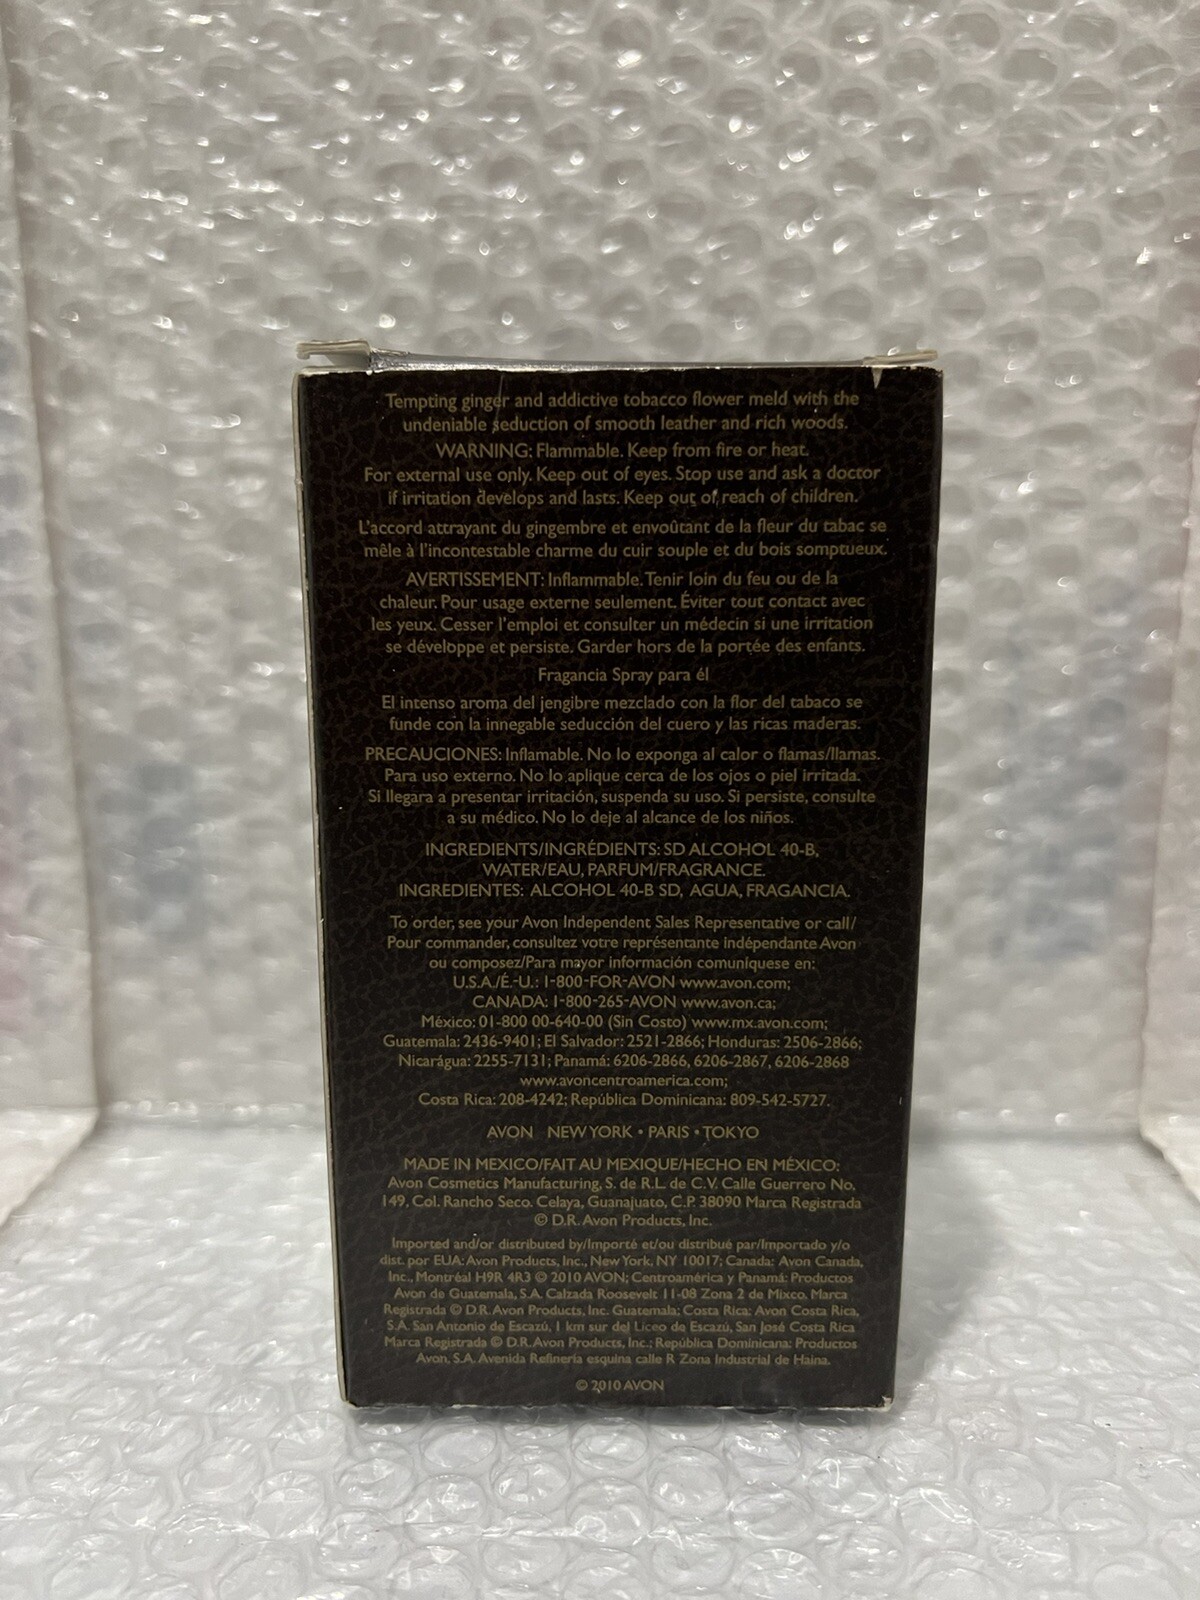 Tempting ginger and addictive tobacco flower meld with the
undeniable seduction of smooth leather and rich woods.
WARNING: Flammable. Keep from fire or heat.
For external use only. Keep out of eyes. Stop use and ask a doctor
if irritation develops and lasts. Keep out of reach of children.
L'accord attrayant du gingembre et envoûtant de la fleur du tabac se
mêle à l'incontestable charme du cuir souple et du bois somptueux.
AVERTISSEMENT: Inflammable. Tenir loin du feu ou de la
chaleur. Pour usage externe seulement. Éviter tout contact avec
les yeux. Cesser l'emploi et consulter un médecin si une irritation
se développe et persiste. Garder hors de la portée des enfants.
Fragancia Spray para él
El intenso aroma del jengibre mezclado con la flor del tabaco se
funde con la innegable seducción del cuero y las ricas maderas.
PRECAUCIONES: Inflamable. No lo exponga al calor o flamas/llamas.
Para uso externo. No lo aplique cerca de los ojos o piel irritada.
Si llegara a presentar irritación, suspenda su uso. Si persiste, consulte
a su médico. No lo deje al alcance de los niños.
INGREDIENTS/INGRÉDIENTS: SD ALCOHOL 40-B,
WATER/EAU, PARFUM/FRAGRANCE.
INGREDIENTES: ALCOHOL 40-B SD, AGUA, FRAGANCIA.
To order, see your Avon Independent Sales Representative or call/
Pour commander, consultez votre représentante indépendante Avon
ou composez/Para mayor información comuníquese en:
U.S.A./É.-U.: 1-800-FOR-AVON www.avon.com;
CANADA: 1-800-265-AVON www.avon.ca;
México: 01-800 00-640-00 (Sin Costo) www.mx.avon.com;
Guatemala: 2436-9401; El Salvador: 2521-2866; Honduras: 2506-2866;
Nicarágua: 2255-7131; Panamá: 6206-2866, 6206-2867, 6206-2868
www.avoncentroamerica.com;
Costa Rica: 208-4242; República Dominicana: 809-542-5727.
AVON NEW YORK • PARIS • TOKYO
MADE IN MEXICO/FAIT AU MEXIQUE/HECHO EN MÉXICO:
Avon Cosmetics Manufacturing, S. de R.L. de C.V. Calle Guerrero No.
149, Col. Rancho Seco. Celaya, Guanajuato, C.P. 38090 Marca Registrada
© D.R. Avon Products, Inc.
Imported and/or distributed by/Importé et/ou distribué par/Importado y/o
dist. por EUA: Avon Products, Inc., New York, NY 10017; Canada: Avon Canada,
Inc., Montréal H9R 4R3 © 2010 AVON; Centroamérica y Panamá: Productos
Avon de Guatemala, S.A. Calzada Roosevelt 11-08 Zona 2 de Mixco. Marca
Registrada © D.R. Avon Products, Inc. Guatemala; Costa Rica: Avon Costa Rica,
S.A. San Antonio de Escazú, 1 km sur del Liceo de Escazú, San José Costa Rica
Marca Registrada © D.R. Avon Products, Inc.; República Dominicana: Productos
Avon, S.A. Avenida Refinería esquina calle R Zona Industrial de Haina.
© 2010 AVON